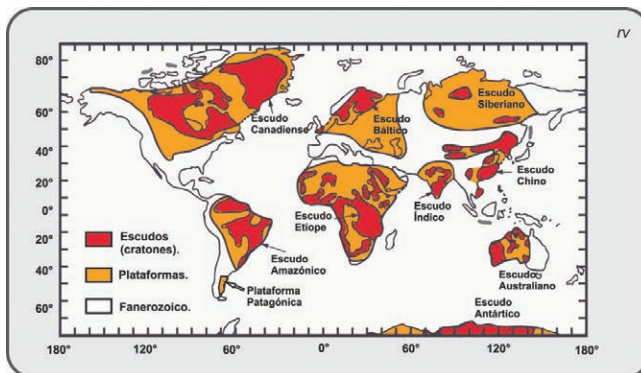 rv
80°
60°
40°
20°
0°
20°
40°
60°
Escudo
Canadiense
Escudo
Báltico
Escudo
Siberiano
Escudo
Chino
Escudo
Índico
Escudo
Etíope
Escudo
Amazónico
Escudo
Australiano
Escudo
Antártico
Plataforma
Patagónica
Escudos
(cratones).
Plataformas.
Fanerozoico.
180° 120° 60° 0° 60° 120° 180°